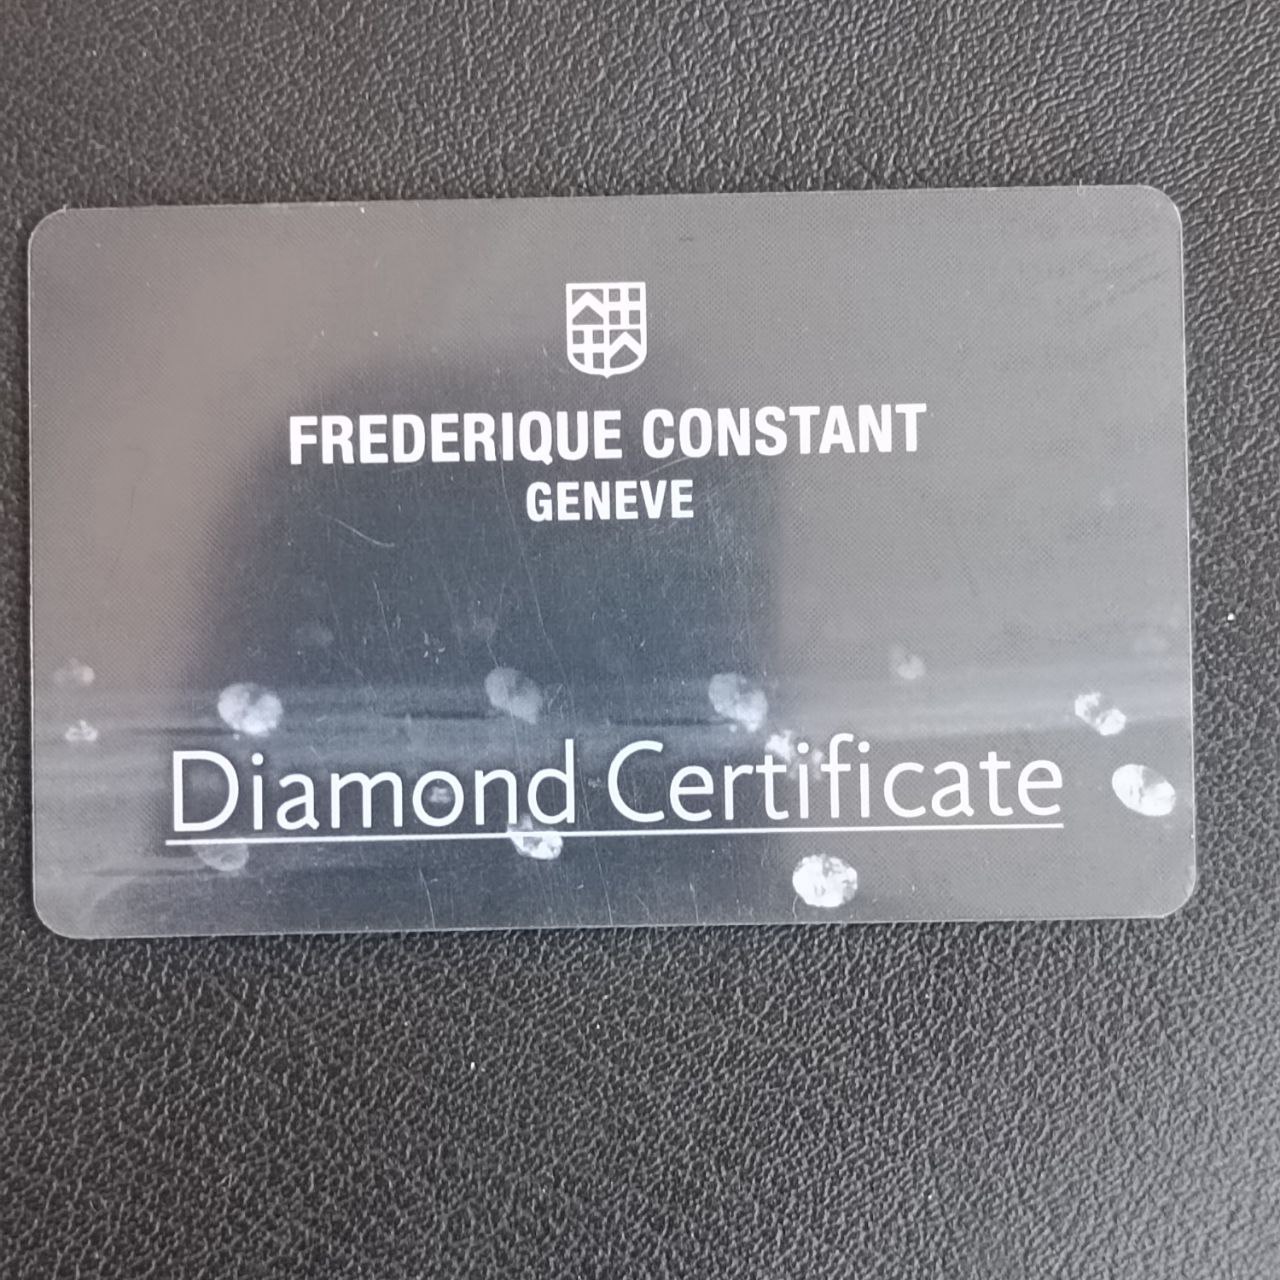 FREDERIQUE CONSTANT
GENEVE
Diamond Certificate